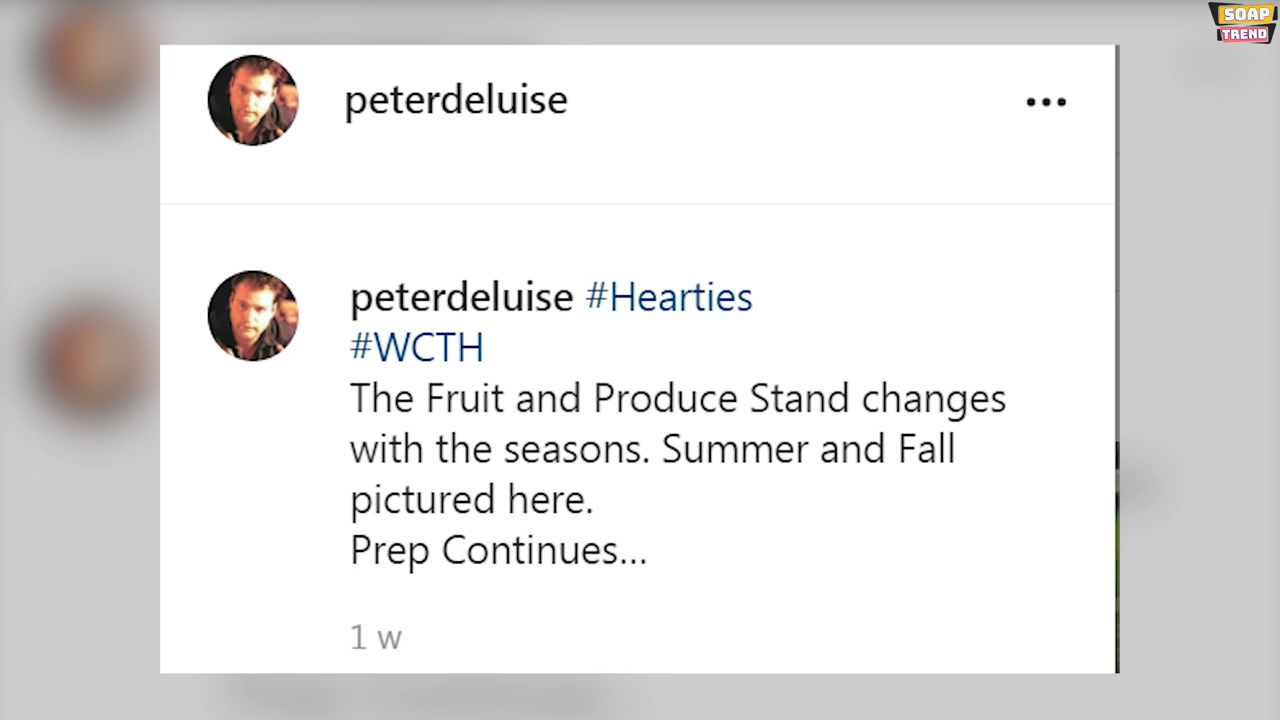 SOAP
TREND
peterdeluise
peterdeluise #Hearties
#WCTH
The Fruit and Produce Stand changes
with the seasons. Summer and Fall
pictured here.
Prep Continues...
1 w